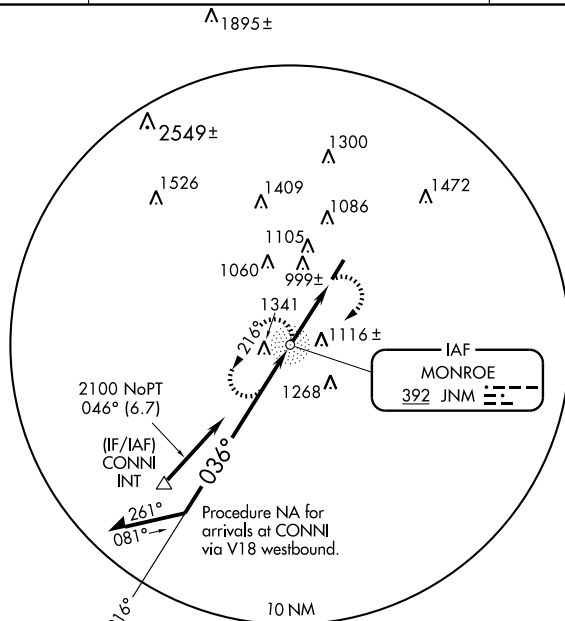 1895±
2549±
1300
1526
1409
1472
1086
1105
1060
999±
1341
216°
1116±
1268
IAF
MONROE
392 JNM
2100 NoPT
046° (6.7)
(IF/IAF)
CONNI
INT
036°
261°
081°
Procedure NA for
arrivals at CONNI
via V18 westbound.
10 NM